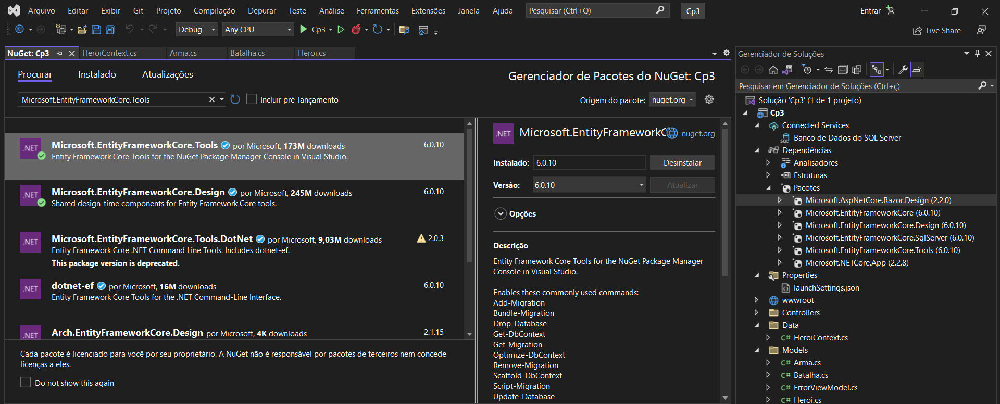 Arquivo Editar Exibir Git Projeto Compilação Depurar Teste Análise Ferramentas Extensões Janela Ajuda Pesquisar (Ctrl+Q) Cp3 Entrar
Debug Any CPU Cp3 Live Share
NuGet: Cp3 HeroiContext.cs Arma.cs Batalha.cs Heroi.cs
Procurar Instalado Atualizações
Gerenciador de Pacotes do NuGet: Cp3
Microsoft.EntityFrameworkCore.Tools Incluir pré-lançamento
Origem do pacote: nuget.org
.NET
Microsoft.EntityFrameworkCore.Tools por Microsoft, 173M downloads 6.0.10
Entity Framework Core Tools for the NuGet Package Manager Console in Visual Studio.
.NET
Microsoft.EntityFrameworkCore.Design por Microsoft, 245M downloads 6.0.10
Shared design-time components for Entity Framework Core tools.
.NET
Microsoft.EntityFrameworkCore.Tools.DotNet por Microsoft, 9,03M downloads 2.0.3
Entity Framework Core .NET Command Line Tools. Includes dotnet-ef.
This package version is deprecated.
.NET
dotnet-ef por Microsoft, 16M downloads 6.0.10
Entity Framework Core Tools for the .NET Command-Line Interface.
.NET
Arch.EntityFrameworkCore.Design por Microsoft, 4K downloads 2.1.15
Cada pacote é licenciado para você por seu proprietário. A NuGet não é responsável por pacotes de terceiros nem concede
licenças a eles.
Do not show this again
.NET
Microsoft.EntityFrameworkC nuget.org
Instalado: 6.0.10 Desinstalar
Versão: 6.0.10 Atualizar
Opções
Descrição
Entity Framework Core Tools for the NuGet Package Manager
Console in Visual Studio.
Enables these commonly used commands:
Add-Migration
Bundle-Migration
Drop-Database
Get-DbContext
Get-Migration
Optimize-DbContext
Remove-Migration
Scaffold-DbContext
Script-Migration
Update-Database
Gerenciador de Soluções
Pesquisar em Gerenciador de Soluções (Ctrl+ç)
Solução 'Cp3' (1 de 1 projeto)
Cp3
Connected Services
SQL
Banco de Dados do SQL Server
Dependências
Analisadores
Estruturas
Pacotes
Microsoft.AspNetCore.Razor.Design (2.2.0)
Microsoft.EntityFrameworkCore (6.0.10)
Microsoft.EntityFrameworkCore.Design (6.0.10)
Microsoft.EntityFrameworkCore.SqlServer (6.0.10)
Microsoft.EntityFrameworkCore.Tools (6.0.10)
Microsoft.NETCore.App (2.2.8)
Properties
launchSettings.json
wwwroot
Controllers
Data
C# HeroiContext.cs
Models
C# Arma.cs
C# Batalha.cs
C# ErrorViewModel.cs
C# Heroi.cs